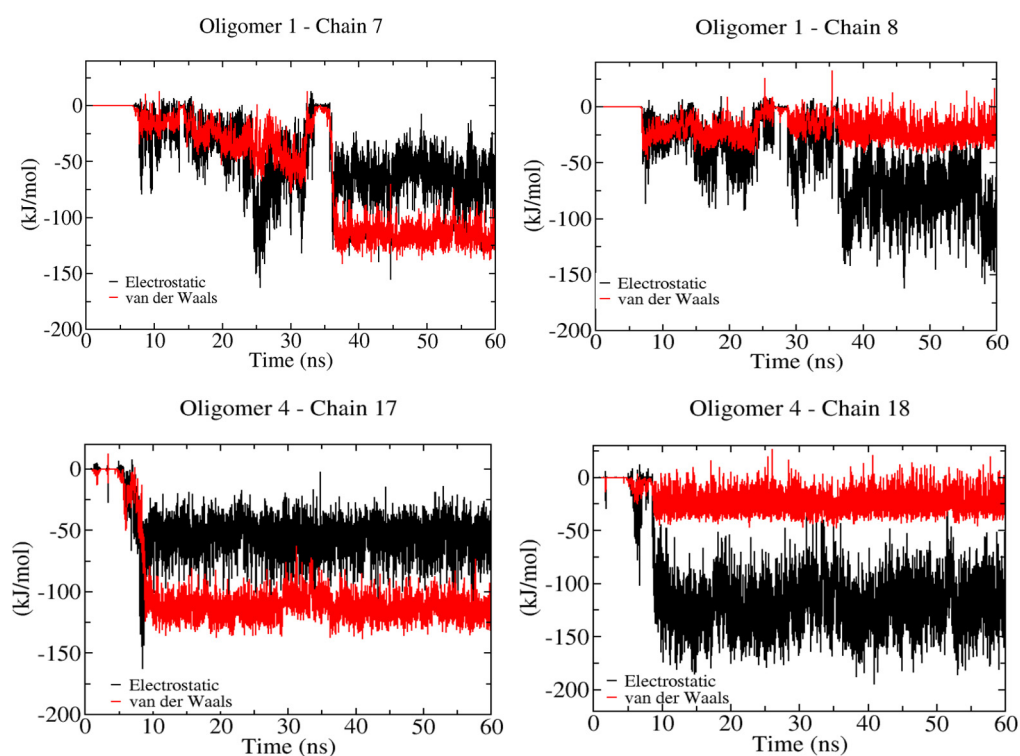 Oligomer 1 - Chain 7
0
-50
-100
-150
-200
(kJ/mol)
Electrostatic
van der Waals
0 10 20 30 40 50 60
Time (ns)
Oligomer 1 - Chain 8
0
-50
-100
-150
-200
(kJ/mol)
Electrostatic
van der Waals
0 10 20 30 40 50 60
Time (ns)
Oligomer 4 - Chain 17
0
-50
-100
-150
-200
(kJ/mol)
Electrostatic
van der Waals
0 10 20 30 40 50 60
Time (ns)
Oligomer 4 - Chain 18
0
-50
-100
-150
-200
(kJ/mol)
Electrostatic
van der Waals
0 10 20 30 40 50 60
Time (ns)